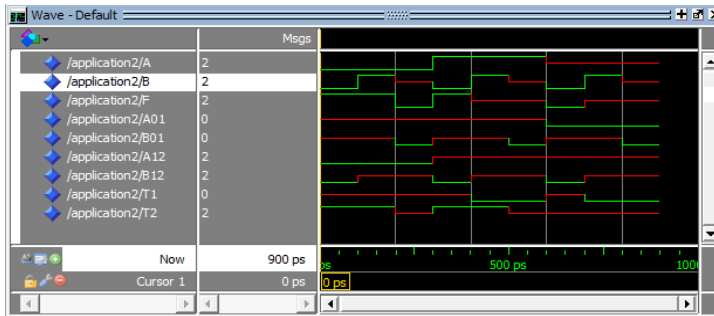 Wave - Default
Msgs
/application2/A 2
/application2/B 2
/application2/F 2
/application2/A01 0
/application2/B01 0
/application2/A12 2
/application2/B12 2
/application2/T1 0
/application2/T2 2
Now 900 ps ps 500 ps 1000
Cursor 1 0 ps 0 ps